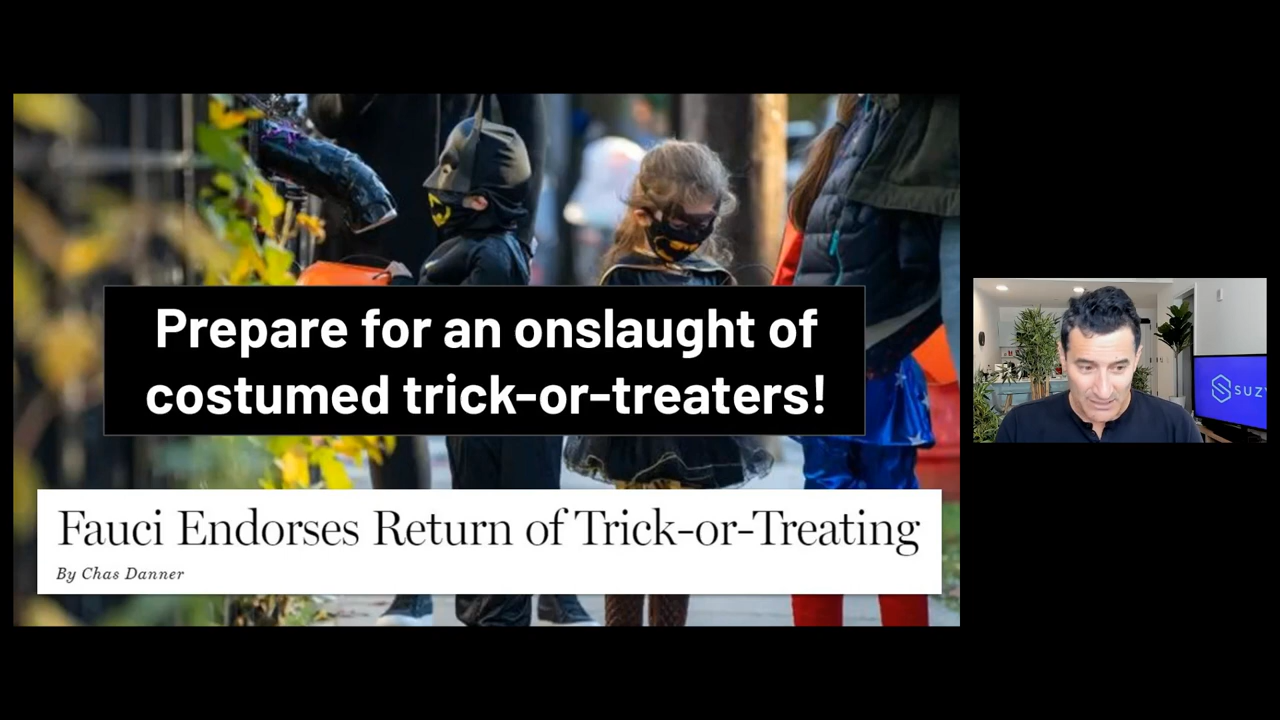 Prepare for an onslaught of
costumed trick-or-treaters!
Fauci Endorses Return of Trick-or-Treating
By Chas Danner
SUZY